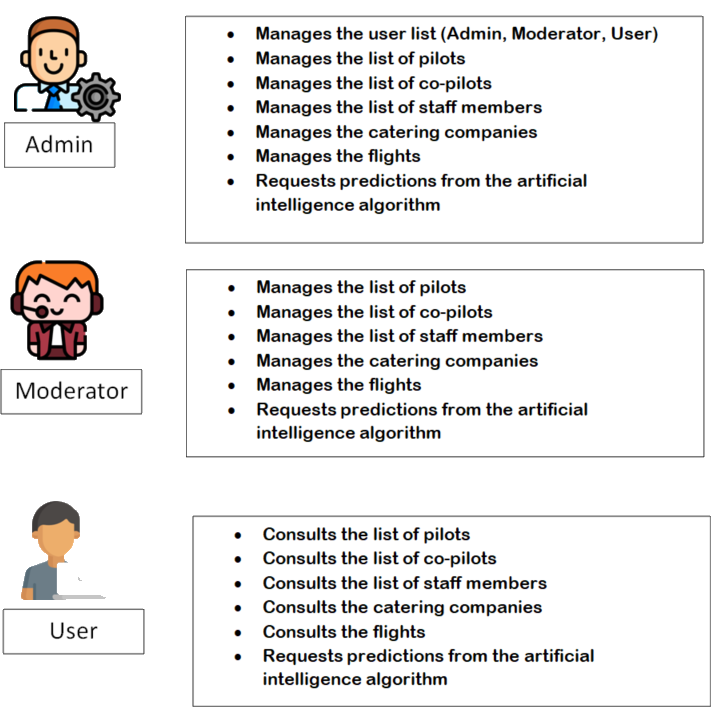 Admin
• Manages the user list (Admin, Moderator, User)
• Manages the list of pilots
• Manages the list of co-pilots
• Manages the list of staff members
• Manages the catering companies
• Manages the flights
• Requests predictions from the artificial
intelligence algorithm
Moderator
• Manages the list of pilots
• Manages the list of co-pilots
• Manages the list of staff members
• Manages the catering companies
• Manages the flights
• Requests predictions from the artificial
intelligence algorithm
User
• Consults the list of pilots
• Consults the list of co-pilots
• Consults the list of staff members
• Consults the catering companies
• Consults the flights
• Requests predictions from the artificial
intelligence algorithm